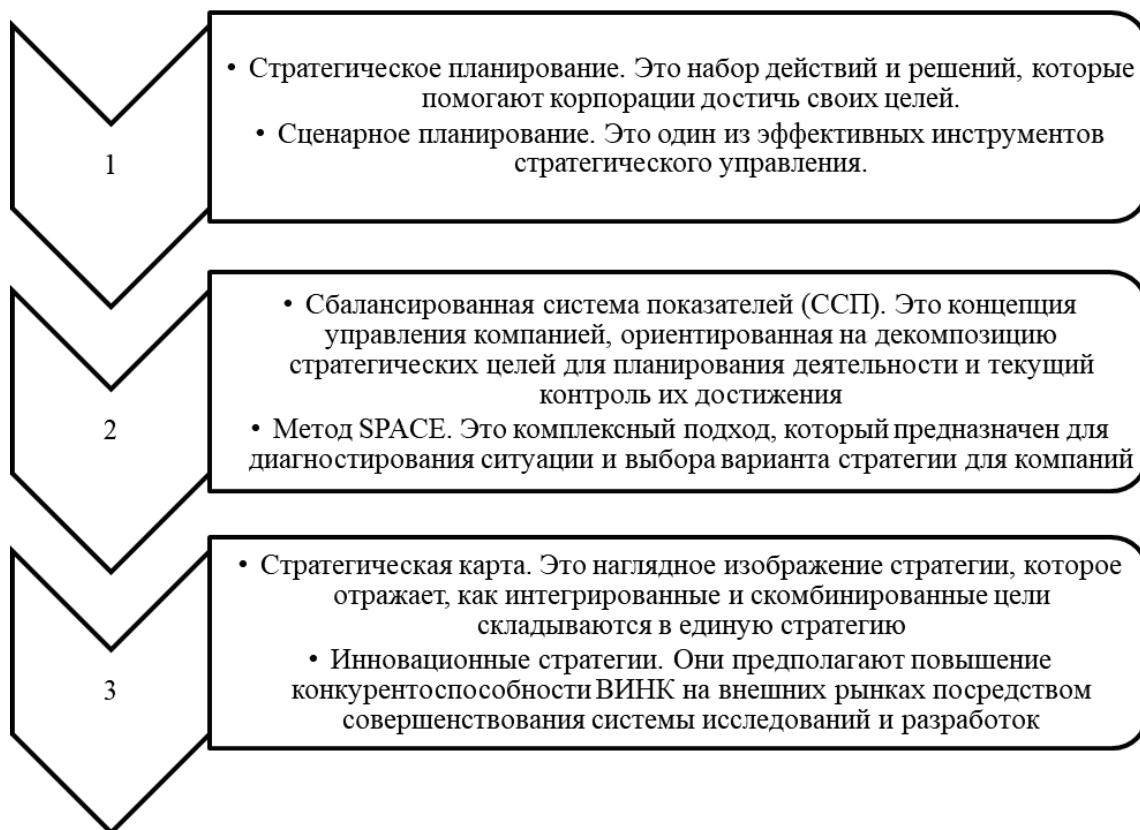 1
• Стратегическое планирование. Это набор действий и решений, которые
помогают корпорации достичь своих целей.
• Сценарное планирование. Это один из эффективных инструментов
стратегического управления.
2
• Сбалансированная система показателей (ССП). Это концепция
управления компанией, ориентированная на декомпозицию
стратегических целей для планирования деятельности и текущий
контроль их достижения
• Метод SPACE. Это комплексный подход, который предназначен для
диагностирования ситуации и выбора варианта стратегии для компаний
3
• Стратегическая карта. Это наглядное изображение стратегии, которое
отражает, как интегрированные и скомбинированные цели
складываются в единую стратегию
• Инновационные стратегии. Они предполагают повышение
конкурентоспособности ВИНК на внешних рынках посредством
совершенствования системы исследований и разработок